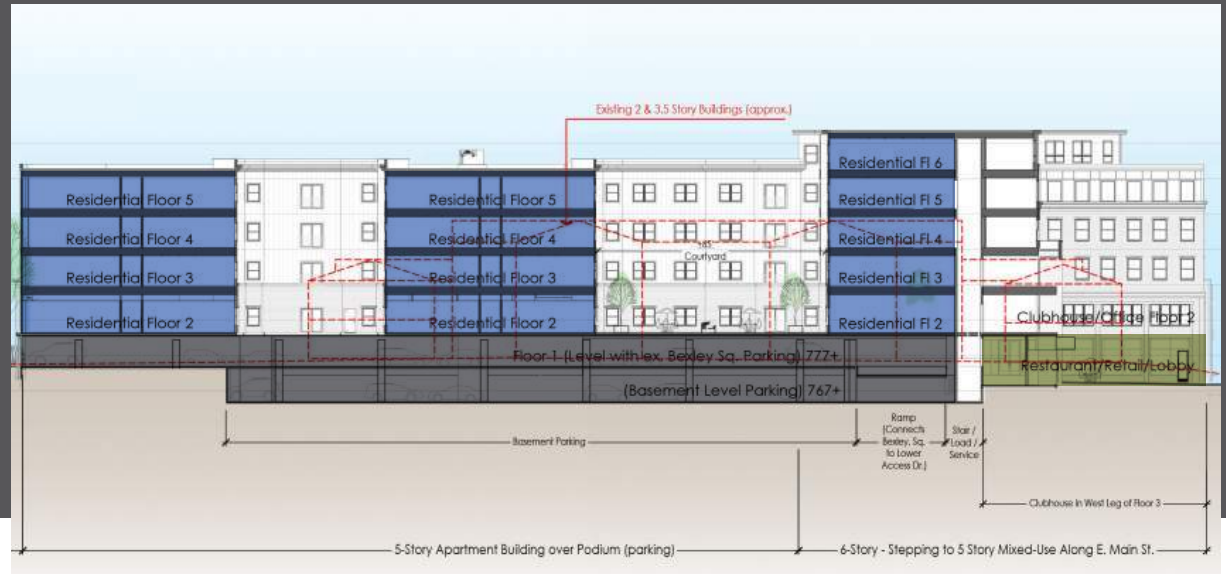 Existing 2 & 3.5 Story Buildings (approx.)
Residential Fl 6
Residential Floor 5
Residential Floor 5
Residential Fl 5
Residential Floor 4
Residential Floor 4
Residential Fl 4
Courtyard
Residential Floor 3
Residential Floor 3
Residential Fl 3
Residential Floor 2
Residential Floor 2
Residential Fl 2
Clubhouse/Office Floor 2
Floor 1 (Level with ex. Bexley Sq. Parking) 777+
Restaurant/Retail/Lobby
(Basement Level Parking) 767+
Basement Parking
Ramp
(Connects
Bexley, Sq.
to Lower
Access Dr.)
Stair /
Load /
Service
Clubhouse in West Leg of Floor 3
5-Story Apartment Building over Podium (parking)
6-Story - Stepping to 5 Story Mixed-Use Along E. Main St.